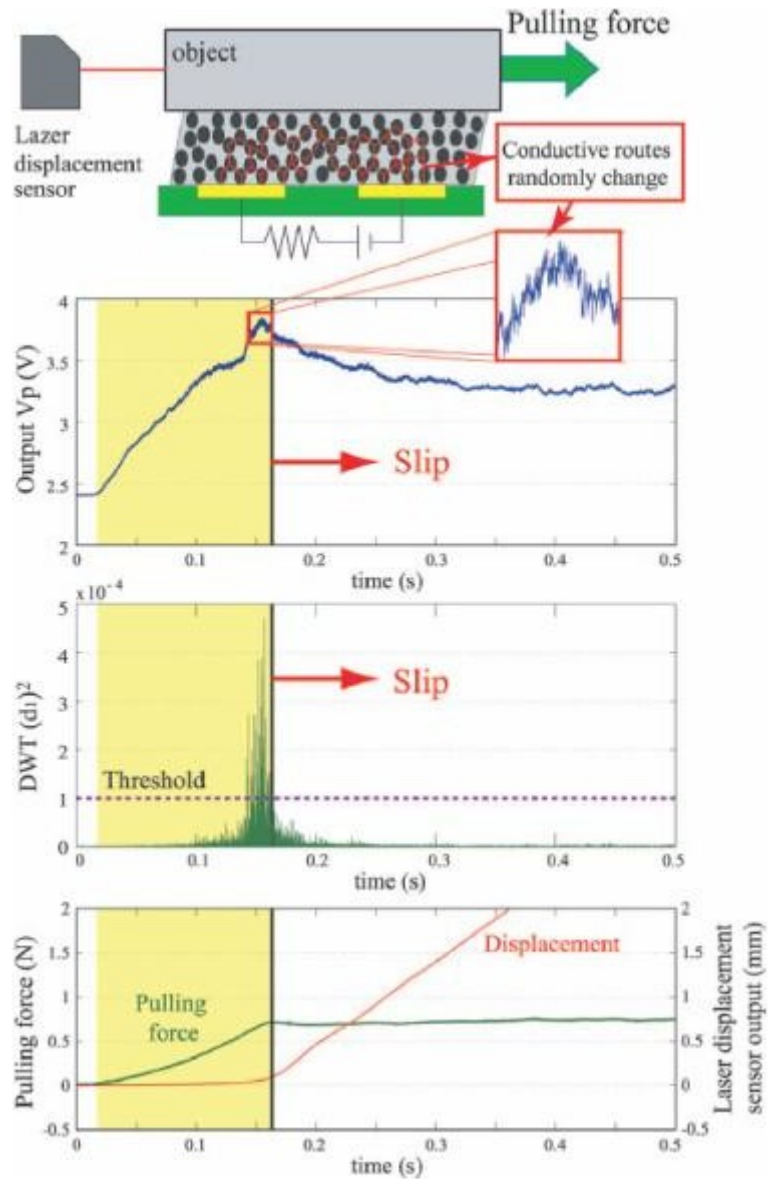 Pulling force
object
Lazer
displacement
sensor
Conductive routes
randomly change
4
3.5
3
2.5
2
Output Vp (V)
Slip
0 0.1 0.2 0.3 0.4 0.5
time (s)
x10⁻⁴
5
4
3
2
1
0
DWT (d₁)²
Slip
Threshold
0 0.1 0.2 0.3 0.4 0.5
time (s)
2
1.5
1
0.5
0
-0.5
Pulling force (N)
Displacement
Pulling
force
2
1.5
1
0.5
0
-0.5
Laser displacement
sensor output (mm)
0 0.1 0.2 0.3 0.4 0.5
time (s)